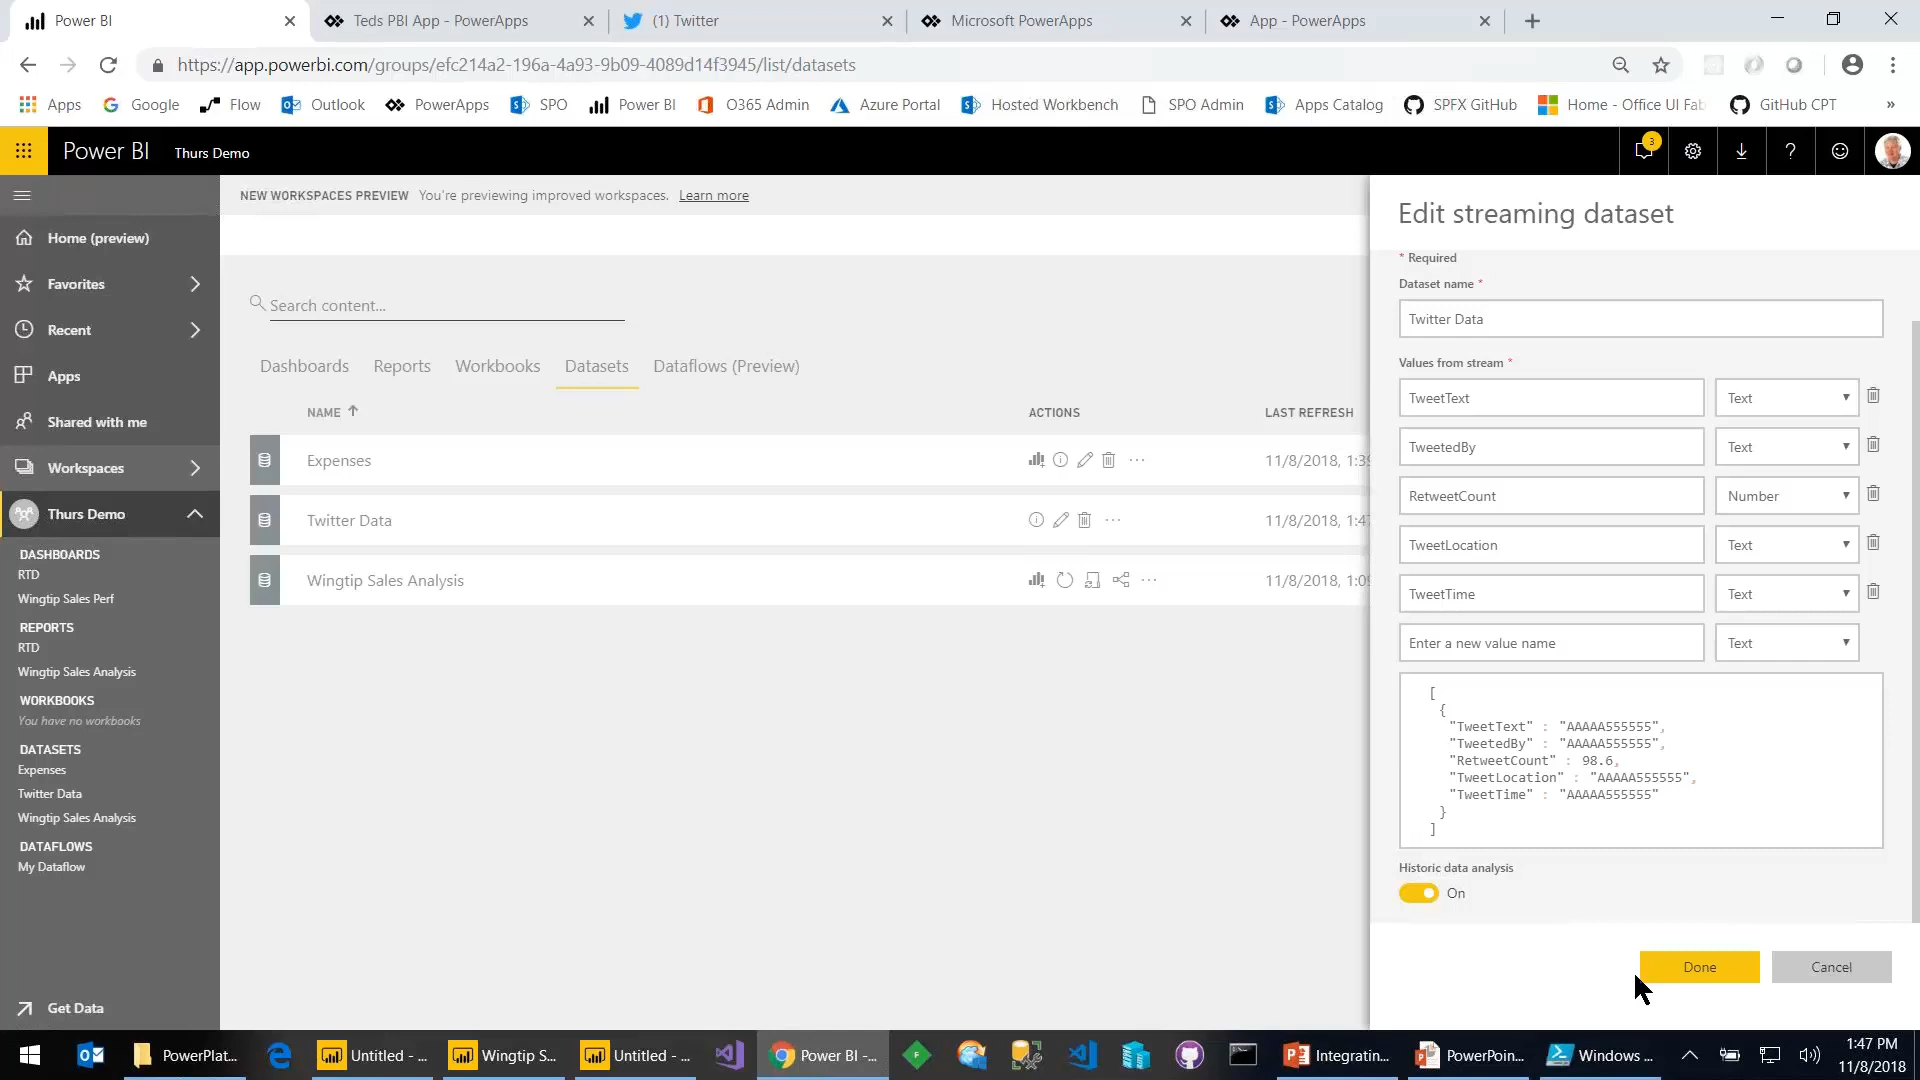 Power BI
Teds PBI App - PowerApps
(1) Twitter
Microsoft PowerApps
App - PowerApps
https://app.powerbi.com/groups/efc214a2-196a-4a93-9b09-4089d14f3945/list/datasets
Apps
Google
Flow
Outlook
PowerApps
SPO
Power BI
O365 Admin
Azure Portal
Hosted Workbench
SPO Admin
Apps Catalog
SPFX GitHub
Home - Office UI Fab
GitHub CPT
»
Power BI
Thurs Demo
3
?
NEW WORKSPACES PREVIEW You're previewing improved workspaces. Learn more
Home (preview)
Favorites
Recent
Apps
Shared with me
Workspaces
Thurs Demo
DASHBOARDS
RTD
Wingtip Sales Perf
REPORTS
RTD
Wingtip Sales Analysis
WORKBOOKS
You have no workbooks
DATASETS
Expenses
Twitter Data
Wingtip Sales Analysis
DATAFLOWS
My Dataflow
Get Data
Search content...
Dashboards
Reports
Workbooks
Datasets
Dataflows (Preview)
NAME
ACTIONS
LAST REFRESH
Expenses
11/8/2018, 1:39
Twitter Data
11/8/2018, 1:47
Wingtip Sales Analysis
11/8/2018, 1:09
Edit streaming dataset
* Required
Dataset name *
Twitter Data
Values from stream *
TweetText
Text
TweetedBy
Text
RetweetCount
Number
TweetLocation
Text
TweetTime
Text
Enter a new value name
Text
[
{
"TweetText" : "AAAAA555555",
"TweetedBy" : "AAAAA555555",
"RetweetCount" : 98.6,
"TweetLocation" : "AAAAA555555",
"TweetTime" : "AAAAA555555"
}
]
Historic data analysis
On
Done
Cancel
PowerPlat...
Untitled - ...
Wingtip S...
Untitled - ...
Power BI -...
Integratin...
PowerPoin...
Windows ...
1:47 PM
11/8/2018